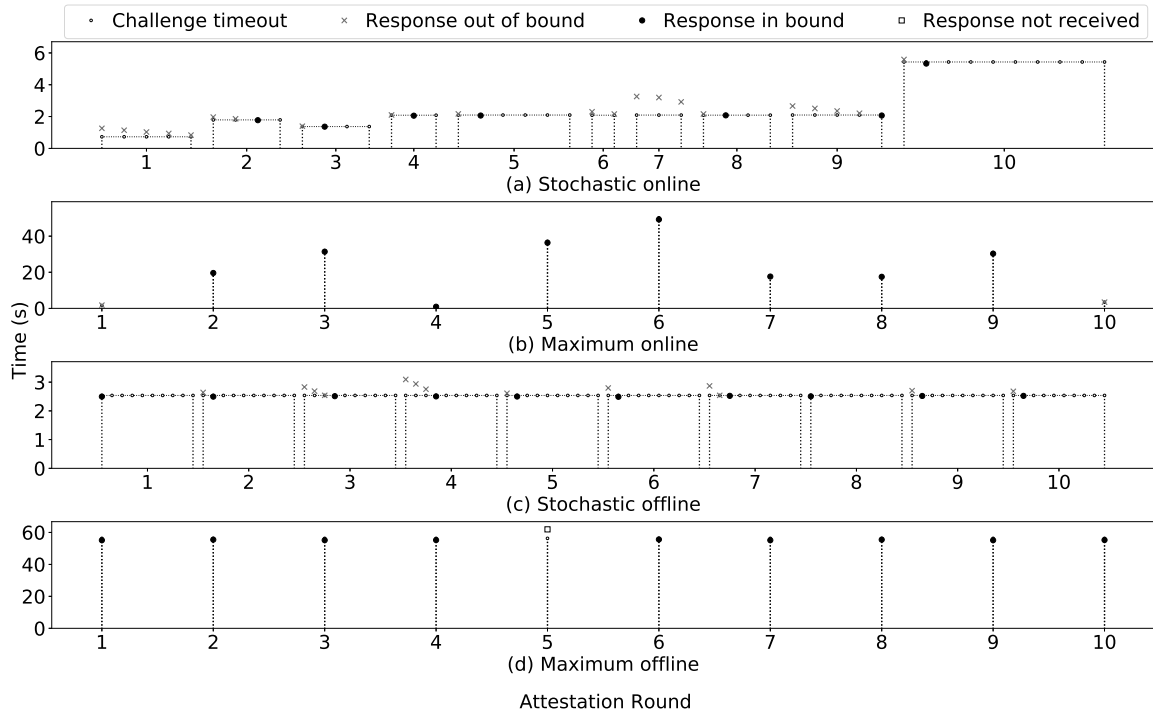 Challenge timeout Response out of bound Response in bound Response not received
6
4
2
0
1 2 3 4 5 6 7 8 9 10
(a) Stochastic online
40
20
0
1 2 3 4 5 6 7 8 9 10
(b) Maximum online
Time (s)
3
2
1
0
1 2 3 4 5 6 7 8 9 10
(c) Stochastic offline
60
40
20
0
1 2 3 4 5 6 7 8 9 10
(d) Maximum offline
Attestation Round